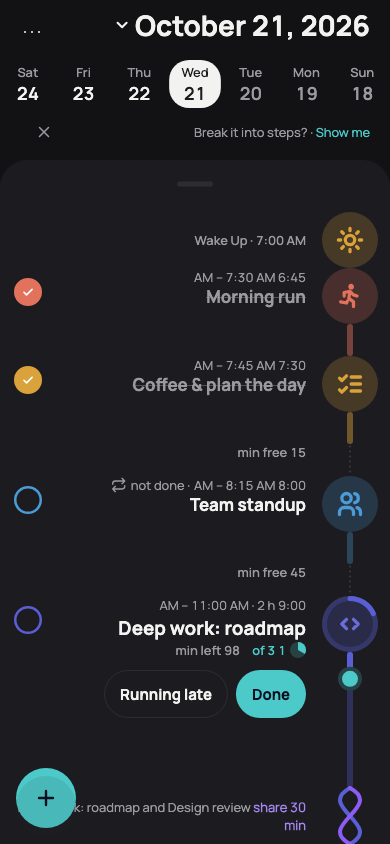 ...
October 21, 2026
Sat Fri Thu Wed Tue Mon Sun
24 23 22 21 20 19 18
Break it into steps? · Show me
Wake Up · 7:00 AM
AM – 7:30 AM 6:45
Morning run
AM – 7:45 AM 7:30
Coffee & plan the day
min free 15
not done · AM – 8:15 AM 8:00
Team standup
min free 45
AM – 11:00 AM · 2 h 9:00
Deep work: roadmap
min left 98 of 3 1
Running late Done
k: roadmap and Design review share 30
min